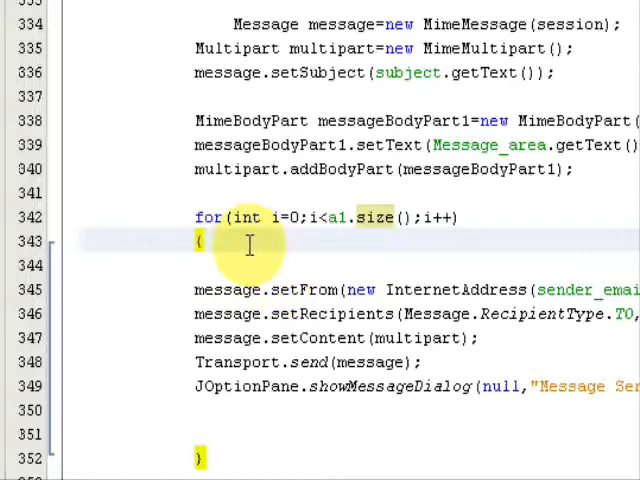 334 Message message=new MimeMessage(session);
335 Multipart multipart=new MimeMultipart();
336 message.setSubject(subject.getText());
337
338 MimeBodyPart messageBodyPart1=new MimeBodyPart(
339 messageBodyPart1.setText(Message_area.getText()
340 multipart.addBodyPart(messageBodyPart1);
341
342 for(int i=0;i<a1.size();i++)
343 {
344
345 message.setFrom(new InternetAddress(sender_emai
346 message.setRecipients(Message.RecipientType.TO,
347 message.setContent(multipart);
348 Transport.send(message);
349 JOptionPane.showMessageDialog(null,"Message Sen
350
351
352 }